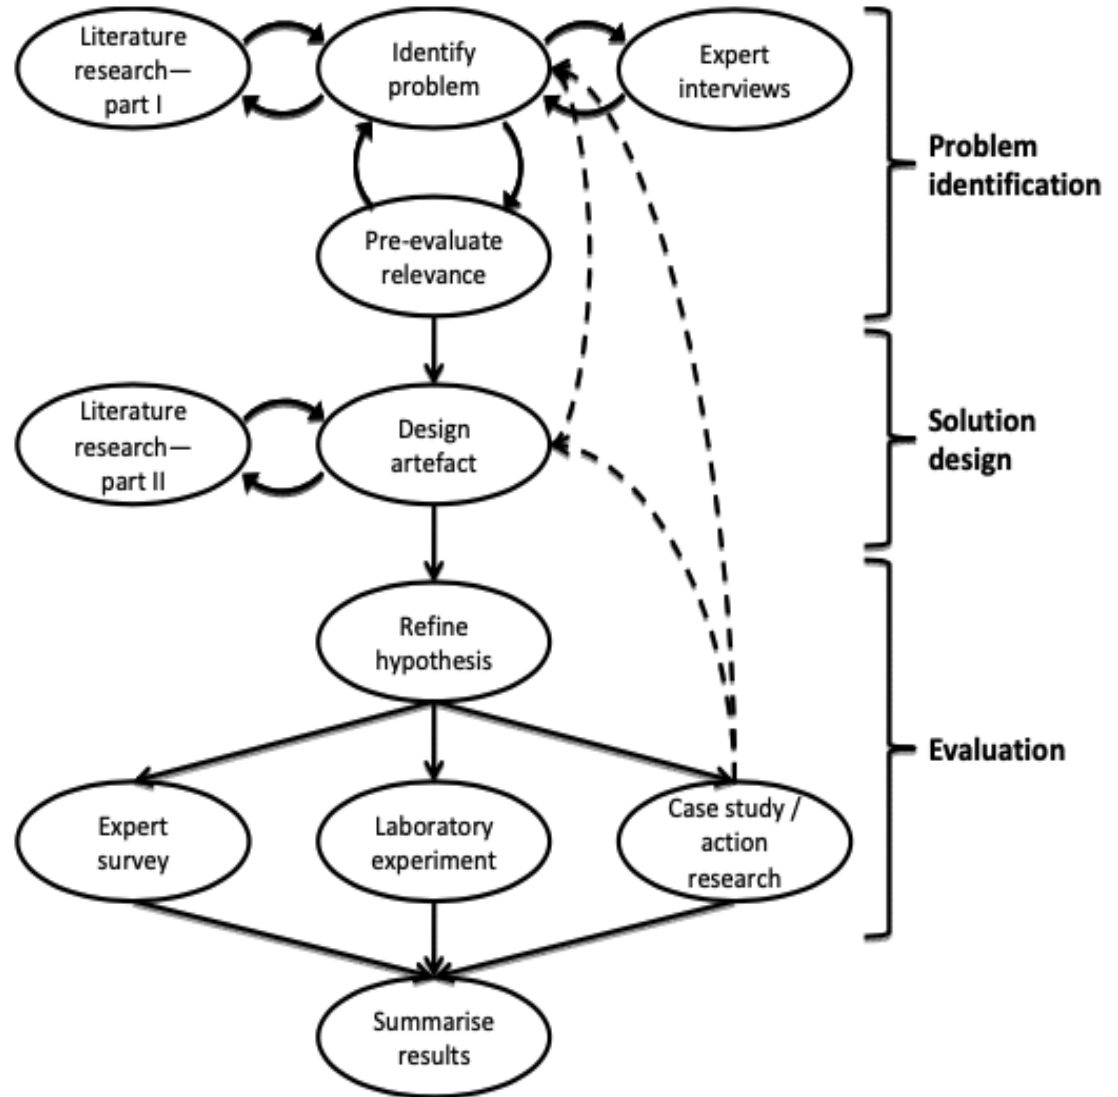 Literature
research—
part I
Identify
problem
Expert
interviews
Problem
identification
Pre-evaluate
relevance
Literature
research—
part II
Design
artefact
Solution
design
Refine
hypothesis
Evaluation
Expert
survey
Laboratory
experiment
Case study /
action
research
Summarise
results